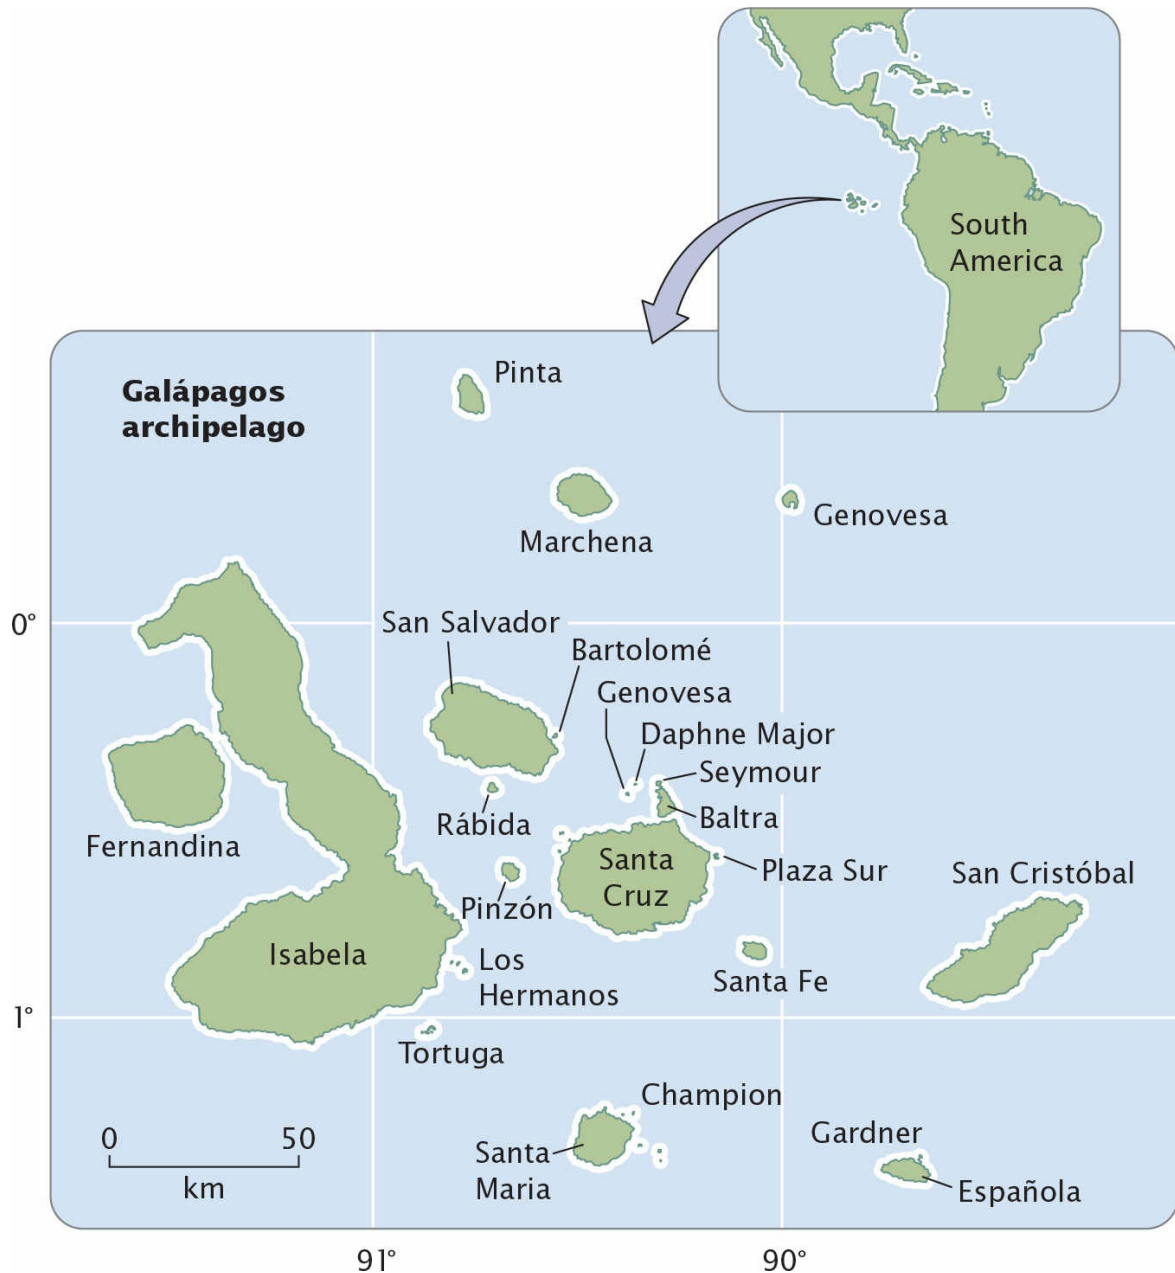 South
America
Galápagos
archipelago
Pinta
Marchena
Genovesa
0°
San Salvador
Bartolomé
Genovesa
Daphne Major
Seymour
Baltra
Rábida
Fernandina
Santa
Cruz
Plaza Sur
San Cristóbal
Pinzón
Isabela
Los
Hermanos
Santa Fe
1°
Tortuga
Champion
Santa
Maria
Gardner
Española
0 50
km
91° 90°